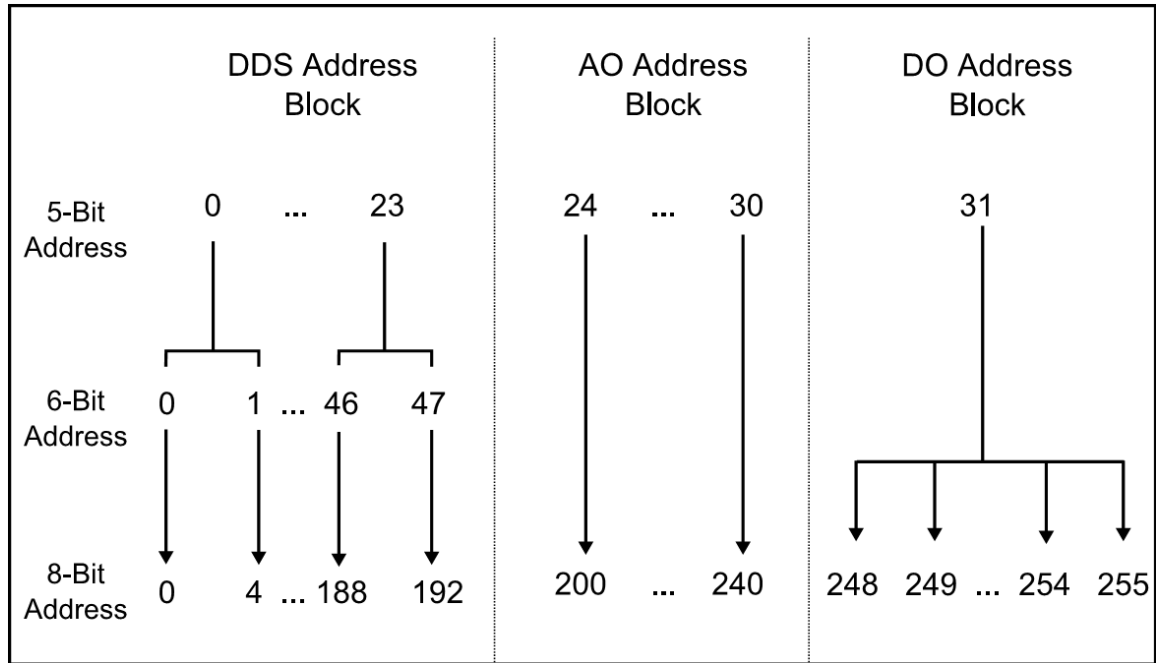 DDS Address
Block
AO Address
Block
DO Address
Block
5-Bit
Address
0 ... 23
24 ... 30
31
6-Bit
Address
0 1 ... 46 47
8-Bit
Address
0 4 ... 188 192
200 ... 240
248 249 ... 254 255